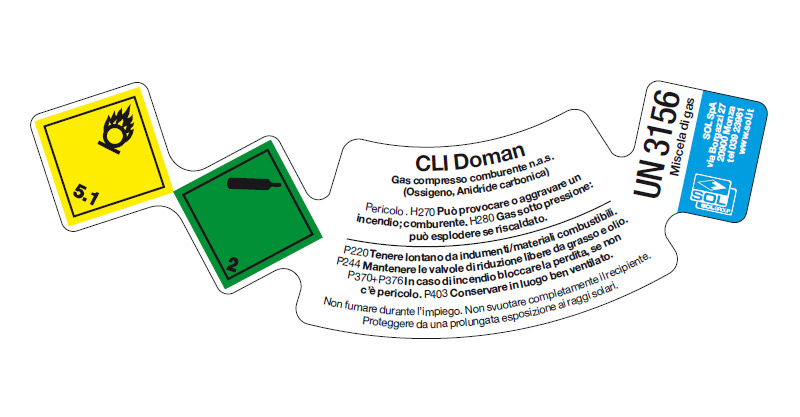 5.1
2
CLI Doman
Gas compresso comburente n.a.s.
(Ossigeno, Anidride carbonica)
Pericolo . H270 Può provocare o aggravare un
incendio; comburente. H280 Gas sotto pressione:
può esplodere se riscaldato.
P220 Tenere lontano da indumenti/materiali combustibili.
P244 Mantenere le valvole di riduzione libere da grasso e olio.
P370+P376 In caso di incendio bloccare la perdita, se non
c'è pericolo. P403 Conservare in luogo ben ventilato.
Non fumare durante l'impiego. Non svuotare completamente il recipiente.
Proteggere da una prolungata esposizione ai raggi solari.
UN 3156
Miscela di gas
SOL SpA
via Borgazzi 27
20900 Monza
tel 039 23961
www.sol.it
SOL
SOLGROUP